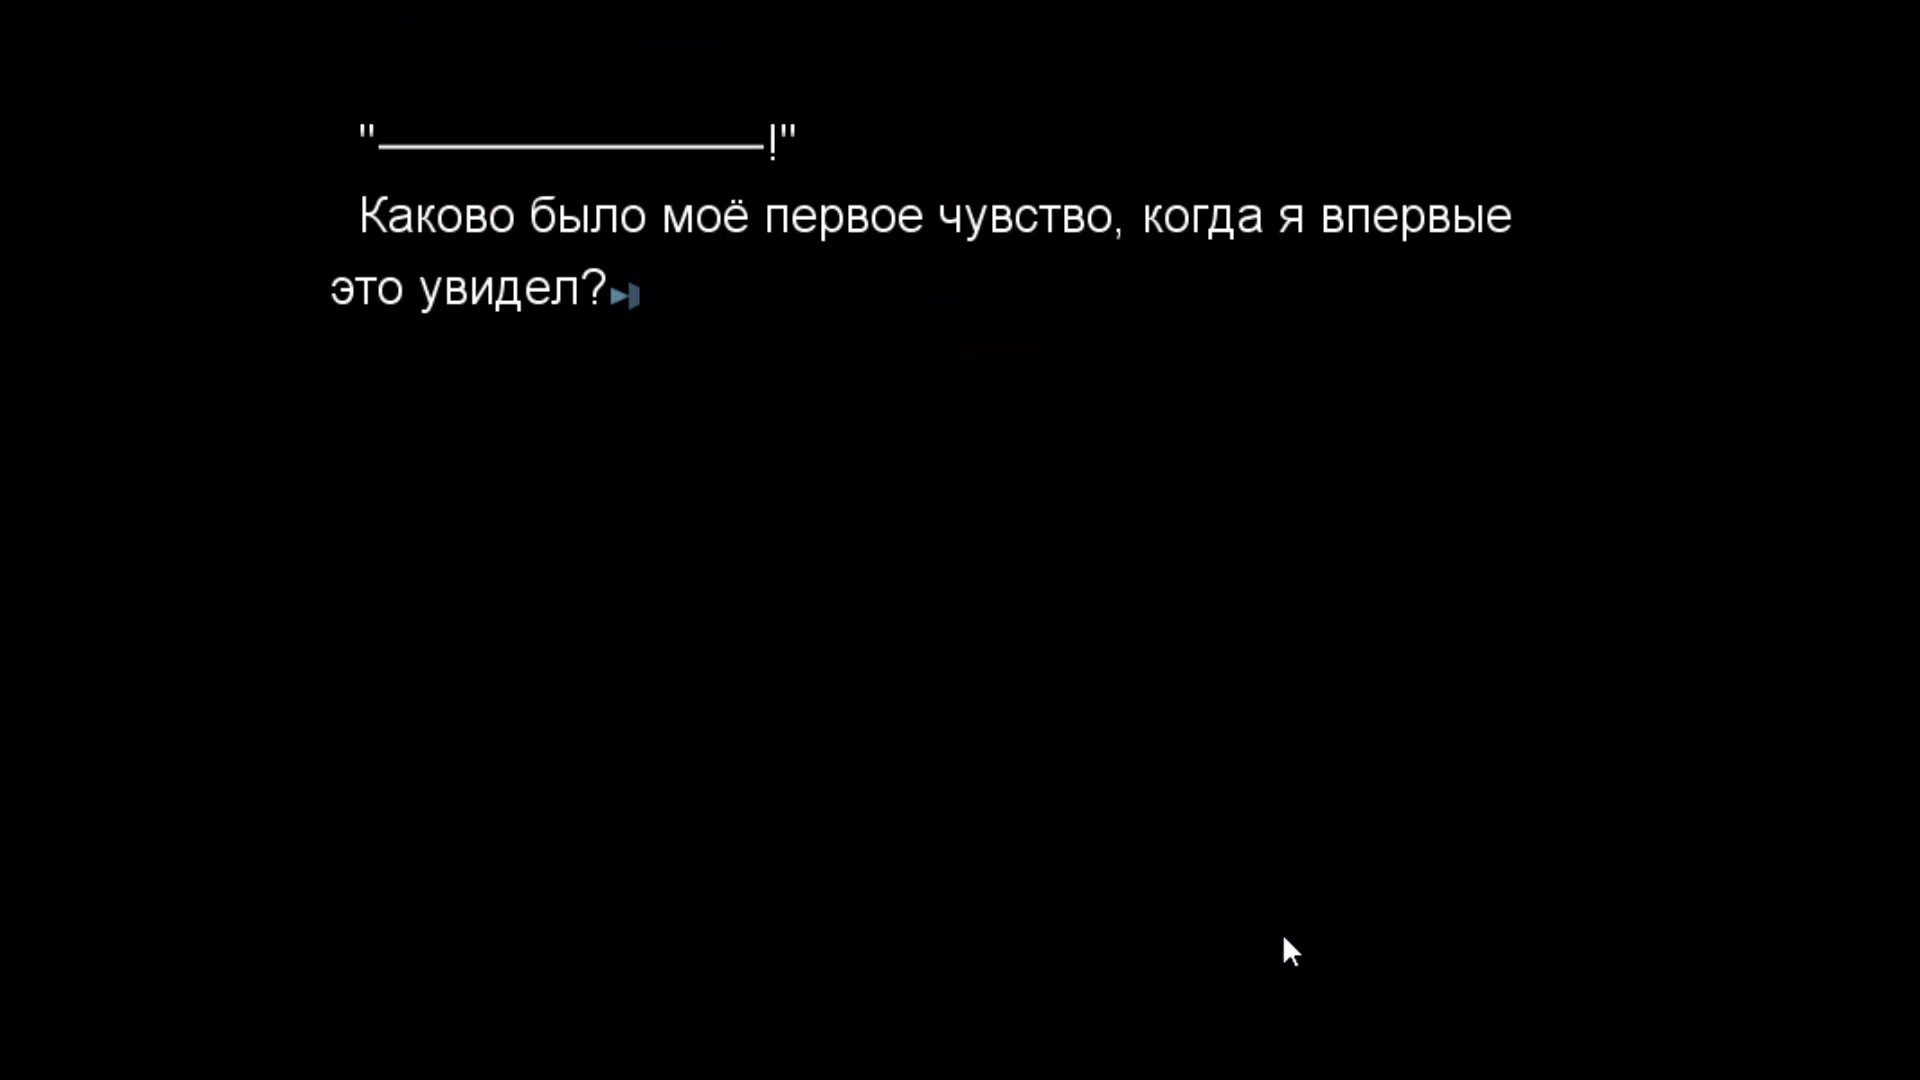 "———————————!"
Каково было моё первое чувство, когда я впервые
это увидел?